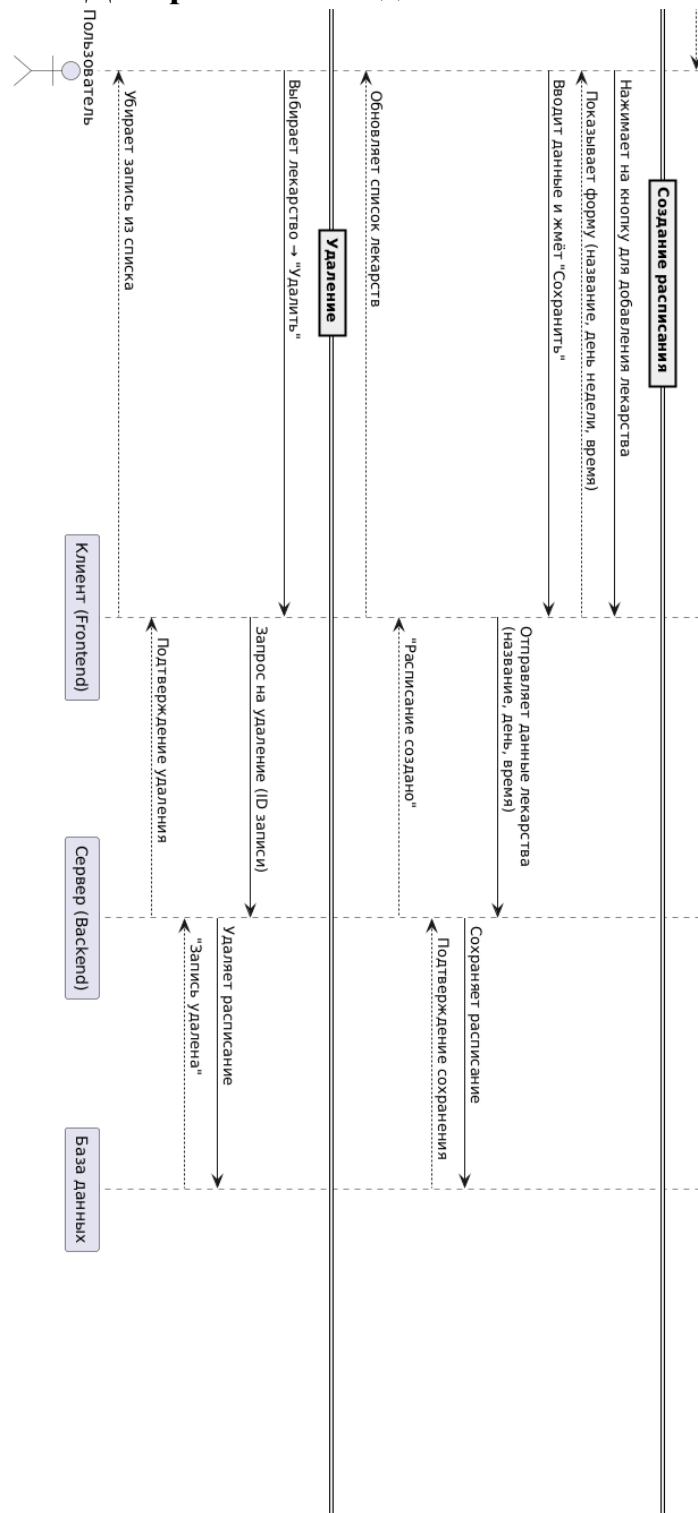 Создание расписания
Нажимает на кнопку для добавления лекарства
Показывает форму (название, день недели, время)
Вводит данные и жмёт "Сохранить"
Отправляет данные лекарства
(название, день, время)
Сохраняет расписание
Подтверждение сохранения
"Расписание создано"
Обновляет список лекарств
Удаление
Выбирает лекарство → "Удалить"
Запрос на удаление (ID записи)
Удаляет расписание
"Запись удалена"
Подтверждение удаления
Убирает запись из списка
Пользователь
Клиент (Frontend)
Сервер (Backend)
База данных